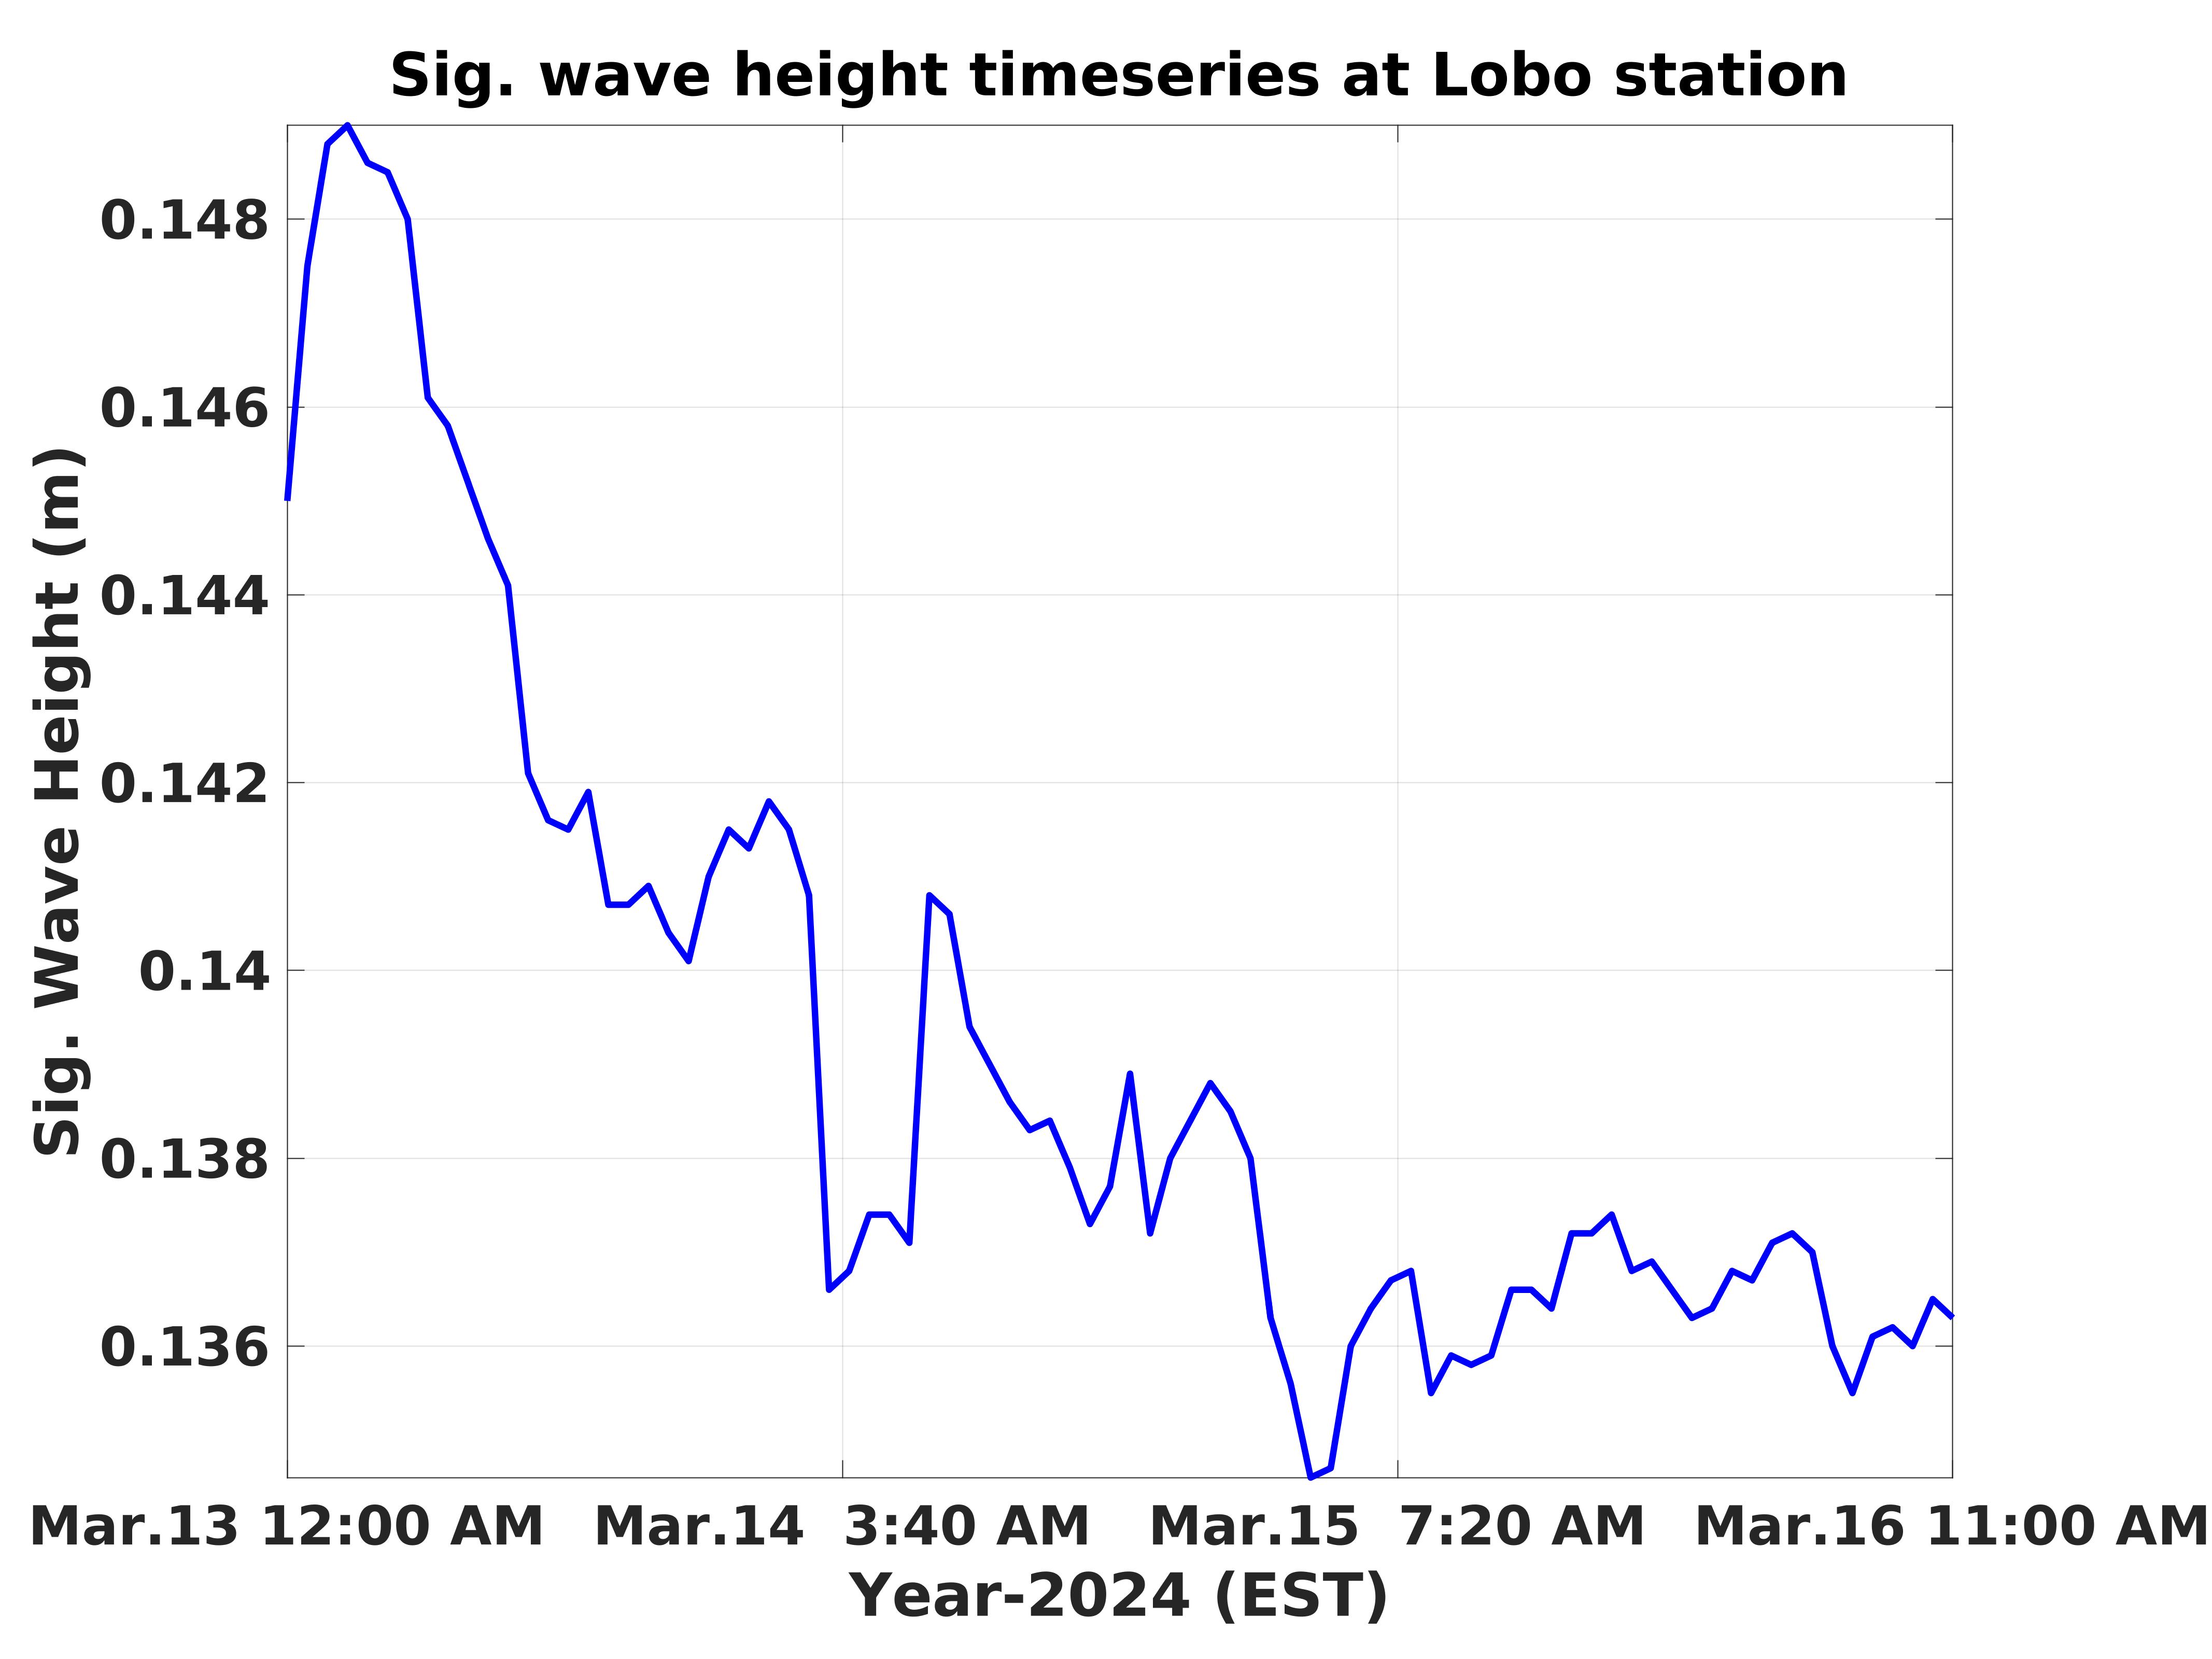 Sig. wave height timeseries at Lobo station
0.148
0.146
0.144
0.142
0.14
0.138
0.136
Sig. Wave Height (m)
Mar.13 12:00 AM Mar.14 3:40 AM Mar.15 7:20 AM Mar.16 11:00 AM
Year-2024 (EST)